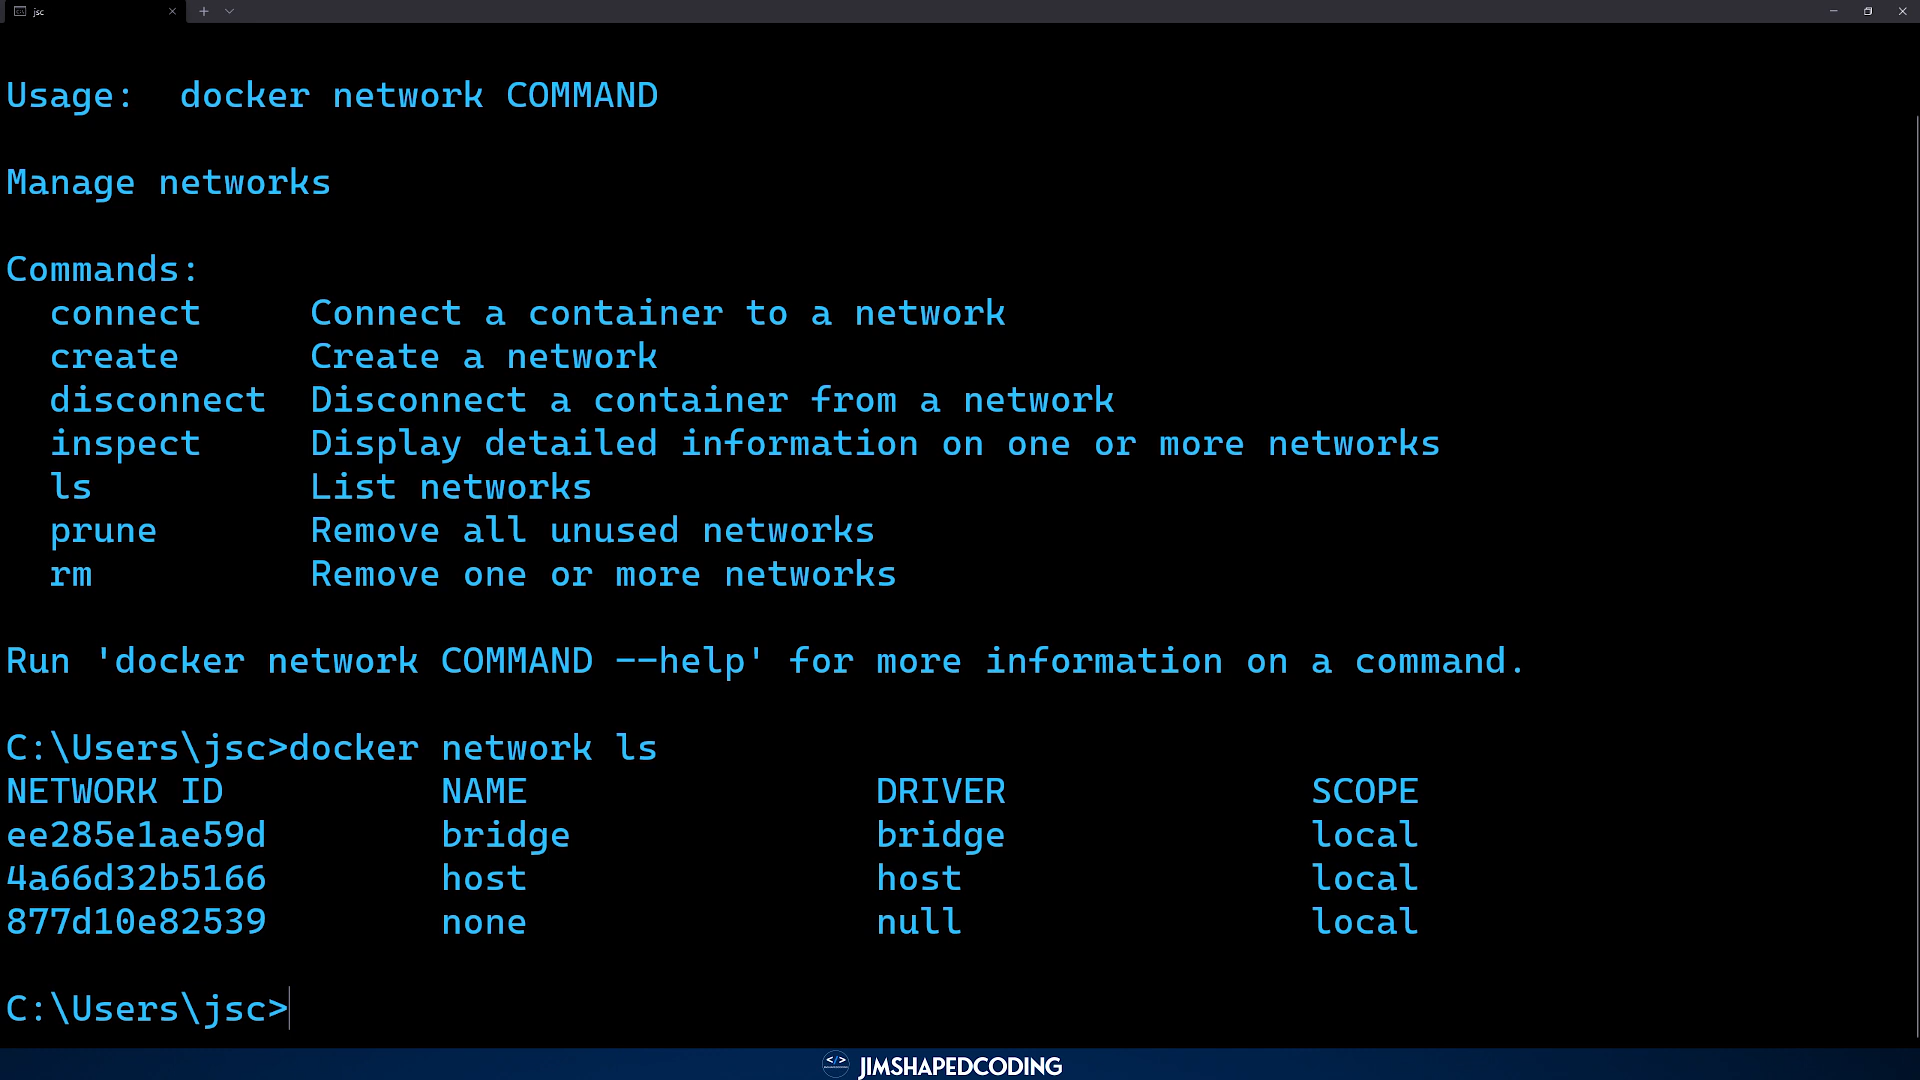 jsc
Usage:  docker network COMMAND
Manage networks
Commands:
  connect     Connect a container to a network
  create      Create a network
  disconnect  Disconnect a container from a network
  inspect     Display detailed information on one or more networks
  ls          List networks
  prune       Remove all unused networks
  rm          Remove one or more networks
Run 'docker network COMMAND --help' for more information on a command.
C:\Users\jsc>docker network ls
NETWORK ID          NAME                DRIVER              SCOPE
ee285e1ae59d        bridge              bridge              local
4a66d32b5166        host                host                local
877d10e82539        none                null                local
C:\Users\jsc>
</> JIMSHAPEDCODING